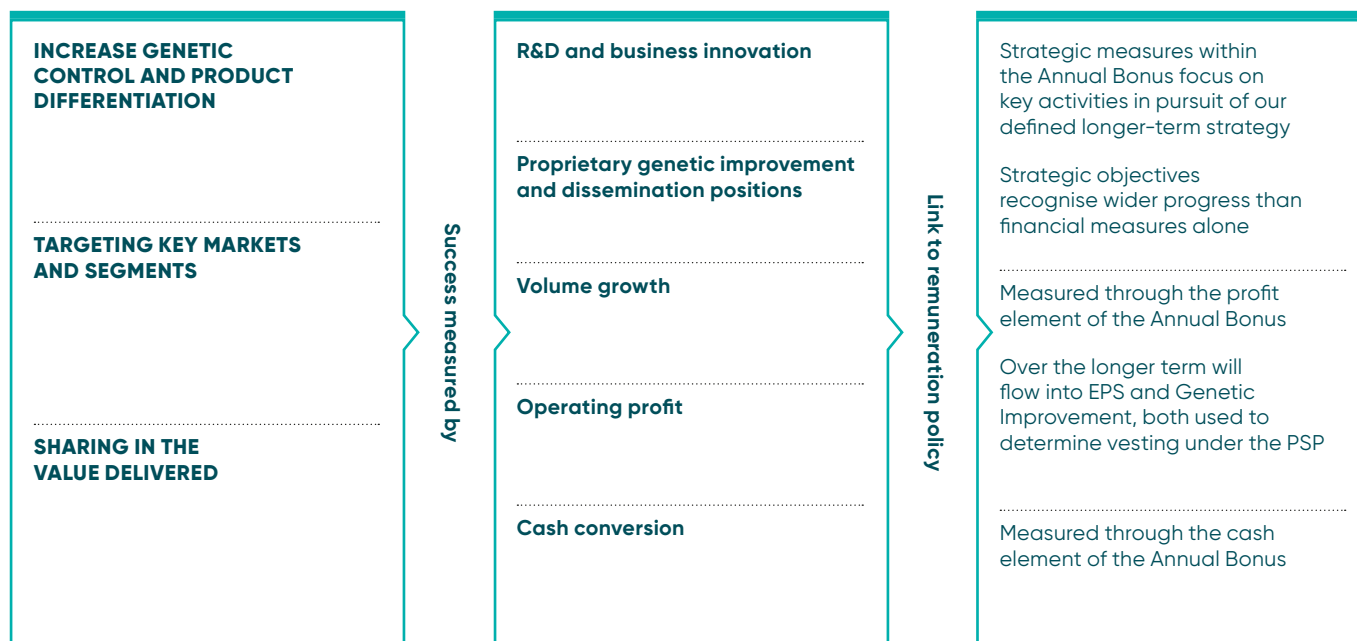 INCREASE GENETIC
CONTROL AND PRODUCT
DIFFERENTIATION
TARGETING KEY MARKETS
AND SEGMENTS
SHARING IN THE
VALUE DELIVERED
Success measured by
R&D and business innovation
Proprietary genetic improvement
and dissemination positions
Volume growth
Operating profit
Cash conversion
Link to remuneration policy
Strategic measures within
the Annual Bonus focus on
key activities in pursuit of our
defined longer-term strategy
Strategic objectives
recognise wider progress than
financial measures alone
Measured through the profit
element of the Annual Bonus
Over the longer term will
flow into EPS and Genetic
Improvement, both used to
determine vesting under the PSP
Measured through the cash
element of the Annual Bonus